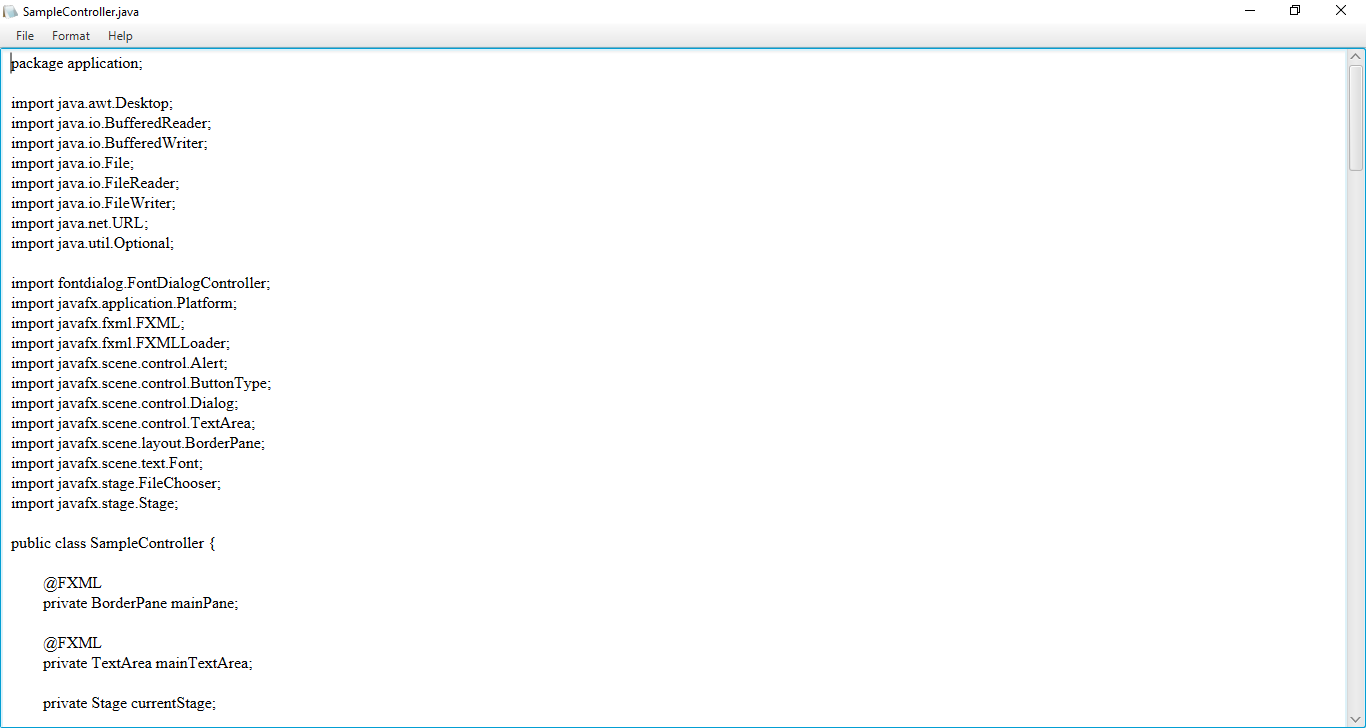 SampleController.java
File Format Help
package application;

import java.awt.Desktop;
import java.io.BufferedReader;
import java.io.BufferedWriter;
import java.io.File;
import java.io.FileReader;
import java.io.FileWriter;
import java.net.URL;
import java.util.Optional;

import fontdialog.FontDialogController;
import javafx.application.Platform;
import javafx.fxml.FXML;
import javafx.fxml.FXMLLoader;
import javafx.scene.control.Alert;
import javafx.scene.control.ButtonType;
import javafx.scene.control.Dialog;
import javafx.scene.control.TextArea;
import javafx.scene.layout.BorderPane;
import javafx.scene.text.Font;
import javafx.stage.FileChooser;
import javafx.stage.Stage;

public class SampleController {

	@FXML
	private BorderPane mainPane;

	@FXML
	private TextArea mainTextArea;

	private Stage currentStage;